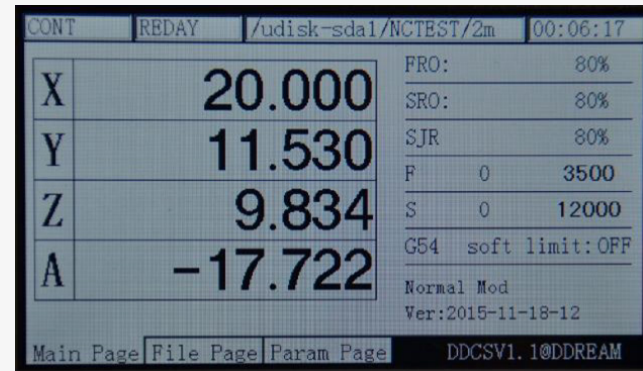 CONT REDAY /udisk-sda1/NCTEST/2m 00:06:17
X 20.000
Y 11.530
Z 9.834
A -17.722
FRO: 80%
SRO: 80%
SJR 80%
F 0 3500
S 0 12000
G54 soft limit:OFF
Normal Mod
Ver:2015-11-18-12
Main Page File Page Param Page DDCSV1.1@DDREAM